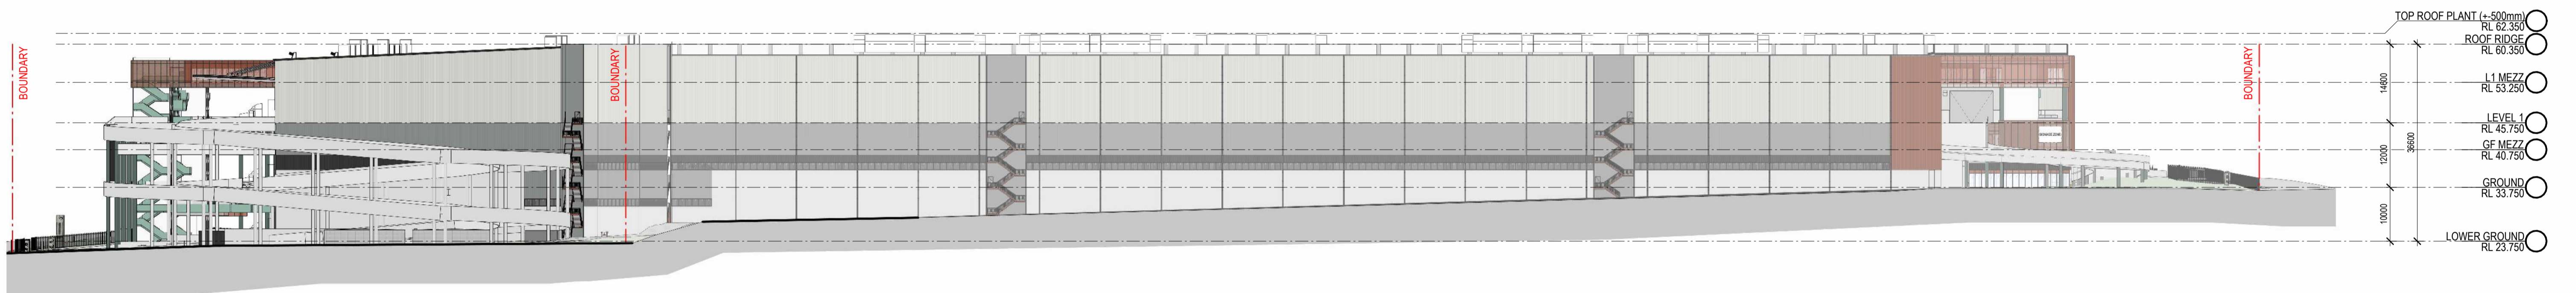 TOP ROOF PLANT (+-500mm)
RL 62.350
ROOF RIDGE
RL 60.350
L1 MEZZ
RL 53.250
LEVEL 1
RL 45.750
GF MEZZ
RL 40.750
GROUND
RL 33.750
LOWER GROUND
RL 23.750
14600
12000
10000
36600
BOUNDARY
BOUNDARY
BOUNDARY